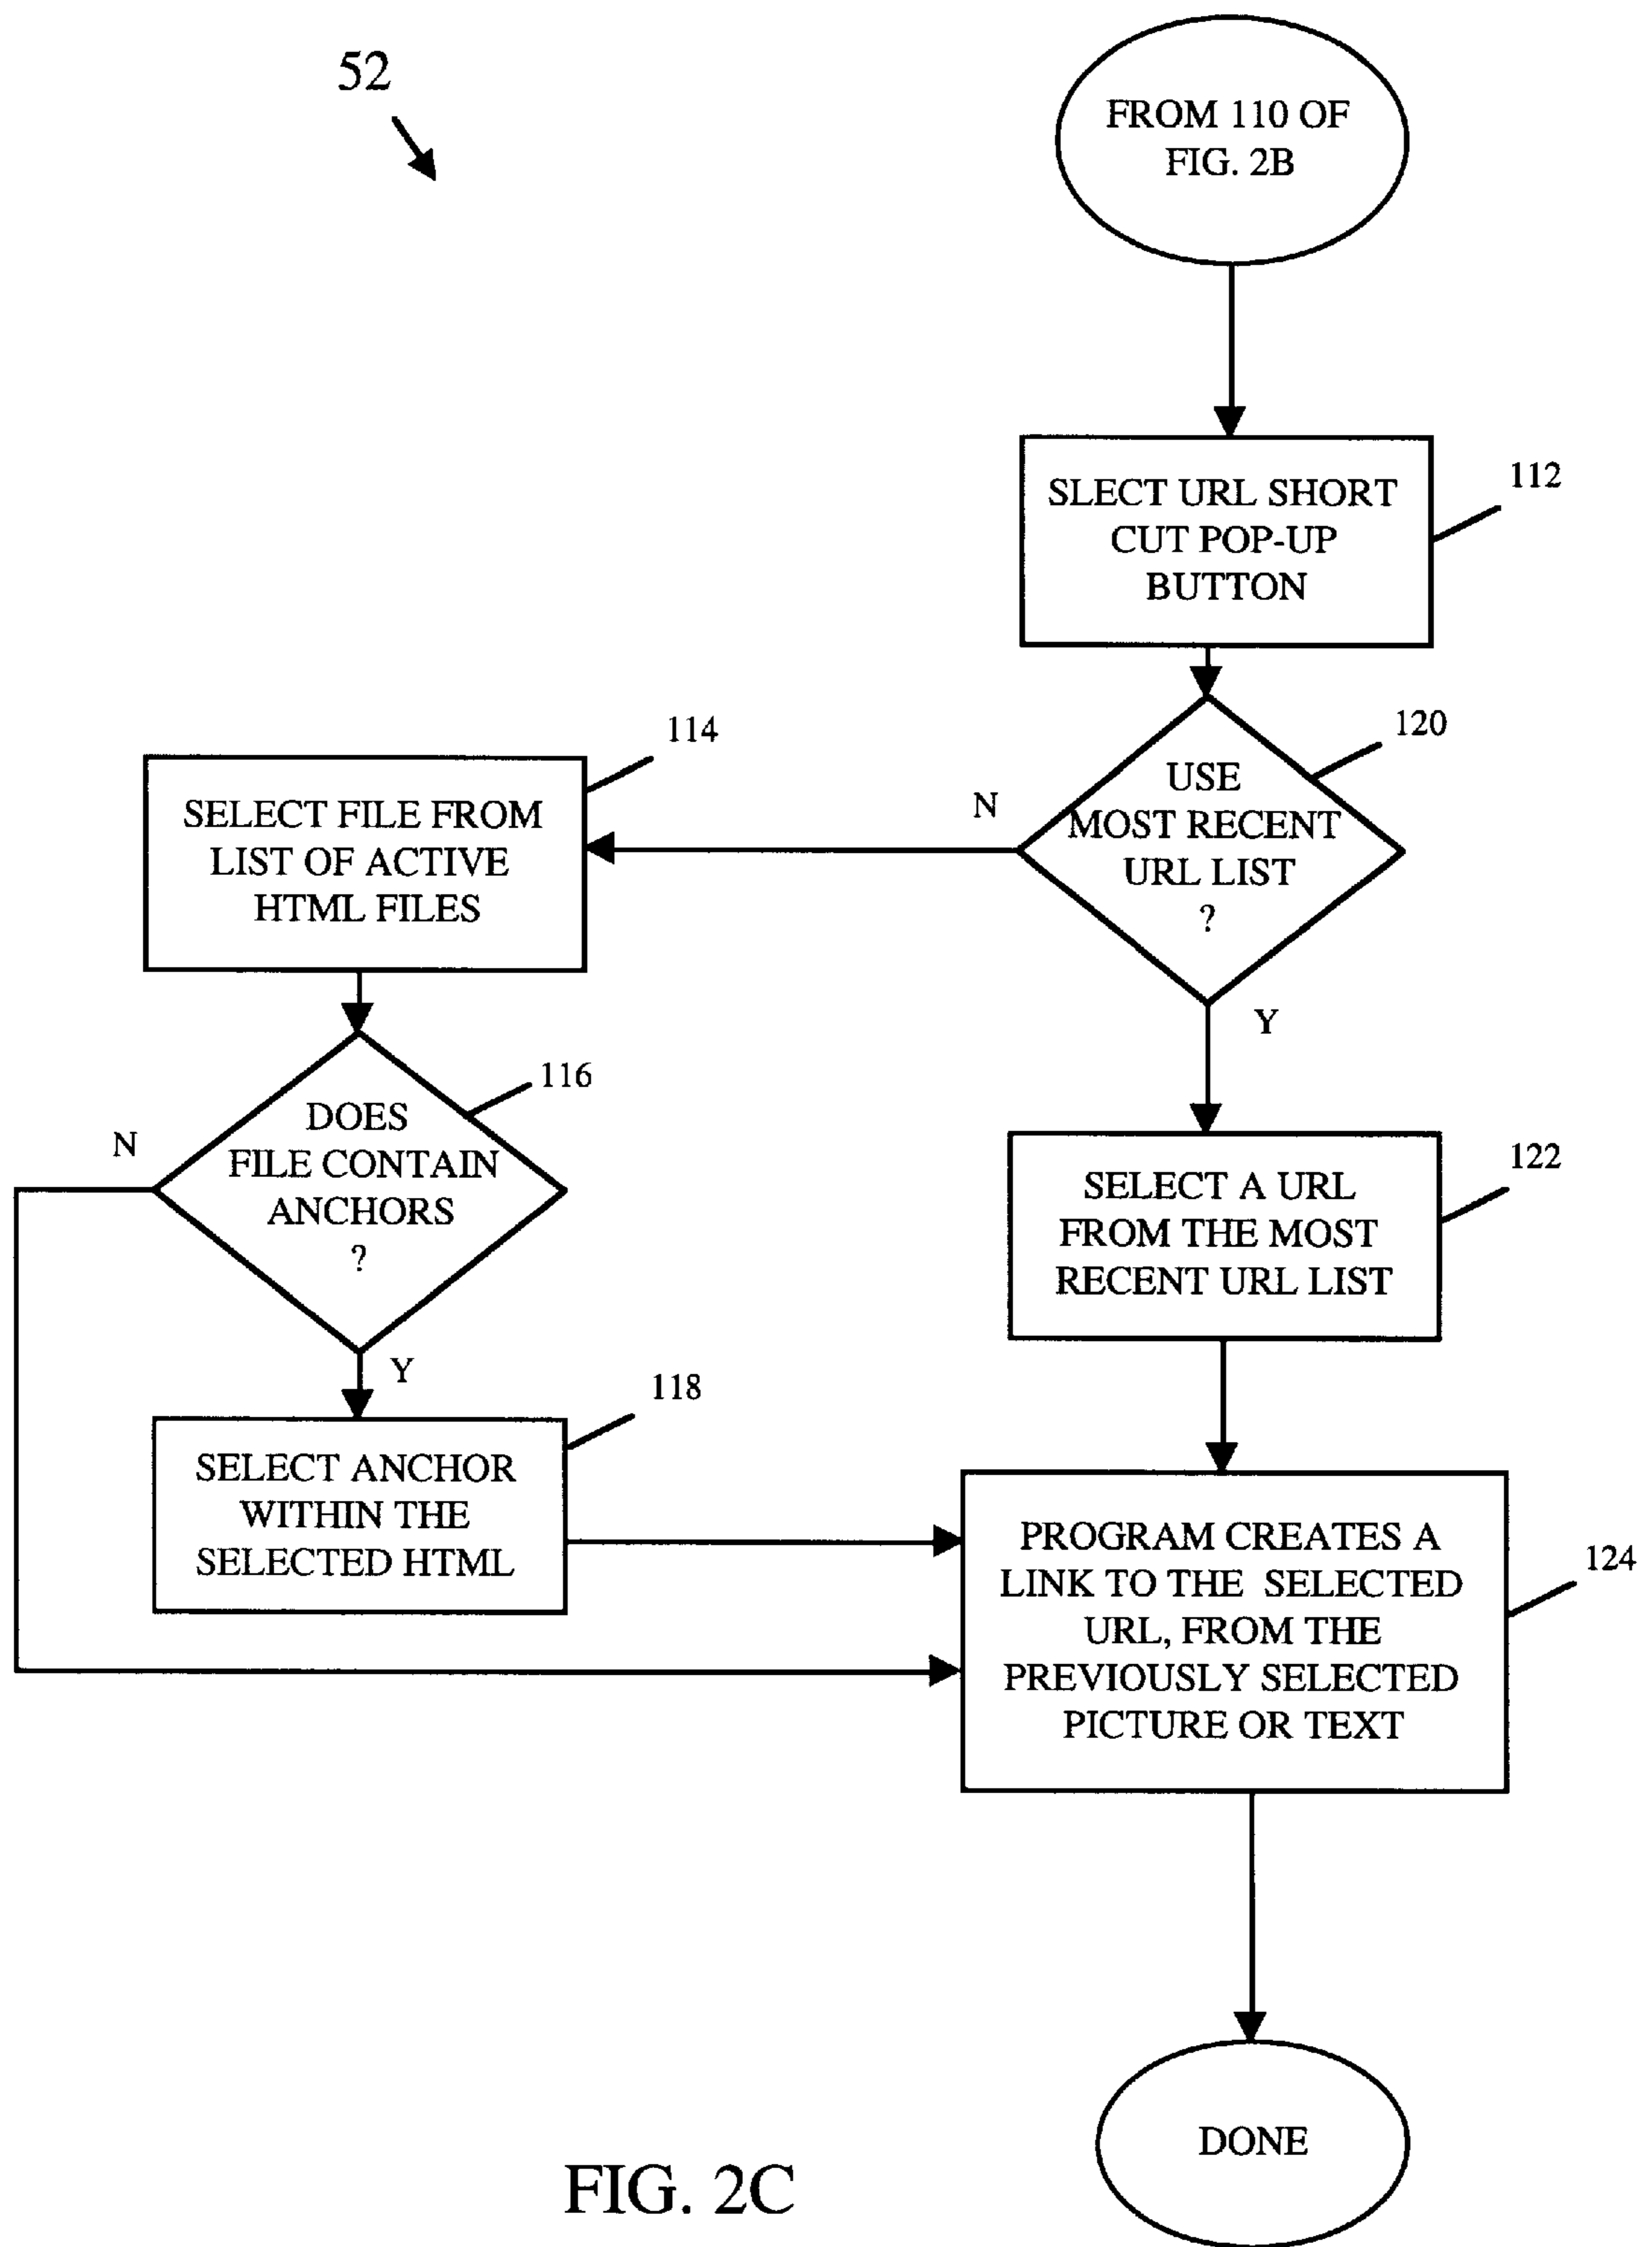 52
FROM 110 OF
FIG. 2B
SLECT URL SHORT
CUT POP-UP
BUTTON
112
USE
MOST RECENT
URL LIST
?
120
N
Y
114
SELECT FILE FROM
LIST OF ACTIVE
HTML FILES
116
DOES
FILE CONTAIN
ANCHORS
?
N
Y
122
SELECT A URL
FROM THE MOST
RECENT URL LIST
118
SELECT ANCHOR
WITHIN THE
SELECTED HTML
PROGRAM CREATES A
LINK TO THE SELECTED
URL, FROM THE
PREVIOUSLY SELECTED
PICTURE OR TEXT
124
DONE
FIG. 2C